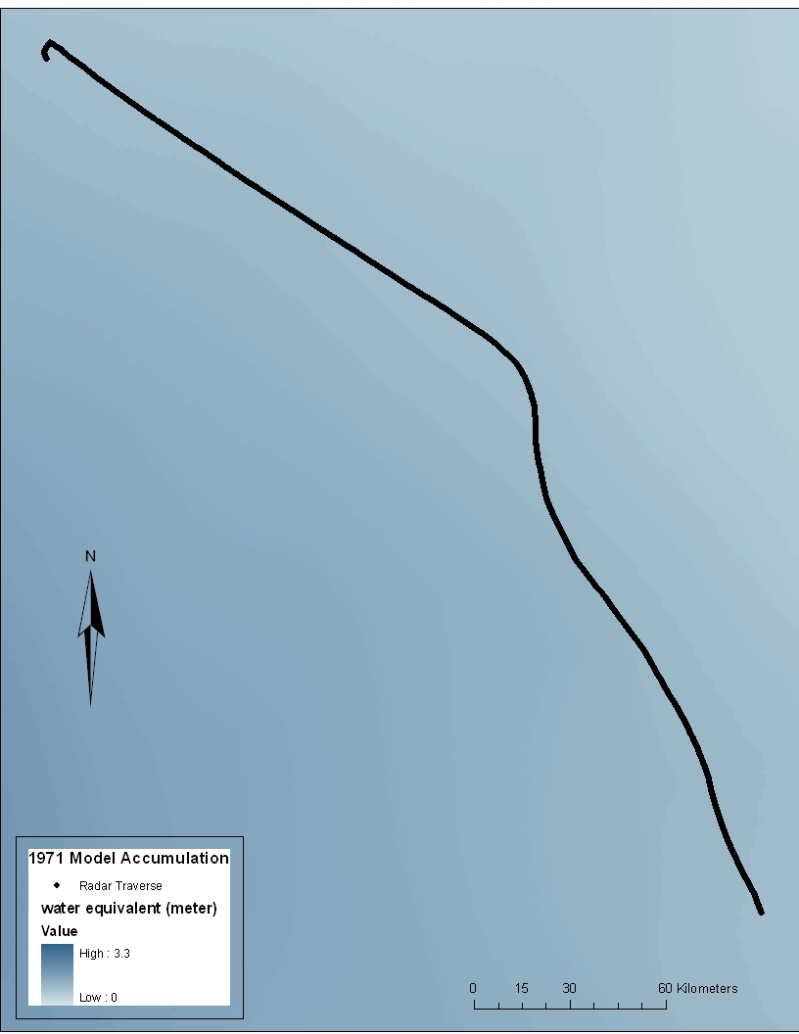 N
1971 Model Accumulation
Radar Traverse
water equivalent (meter)
Value
High : 3.3
Low : 0
0 15 30 60 Kilometers